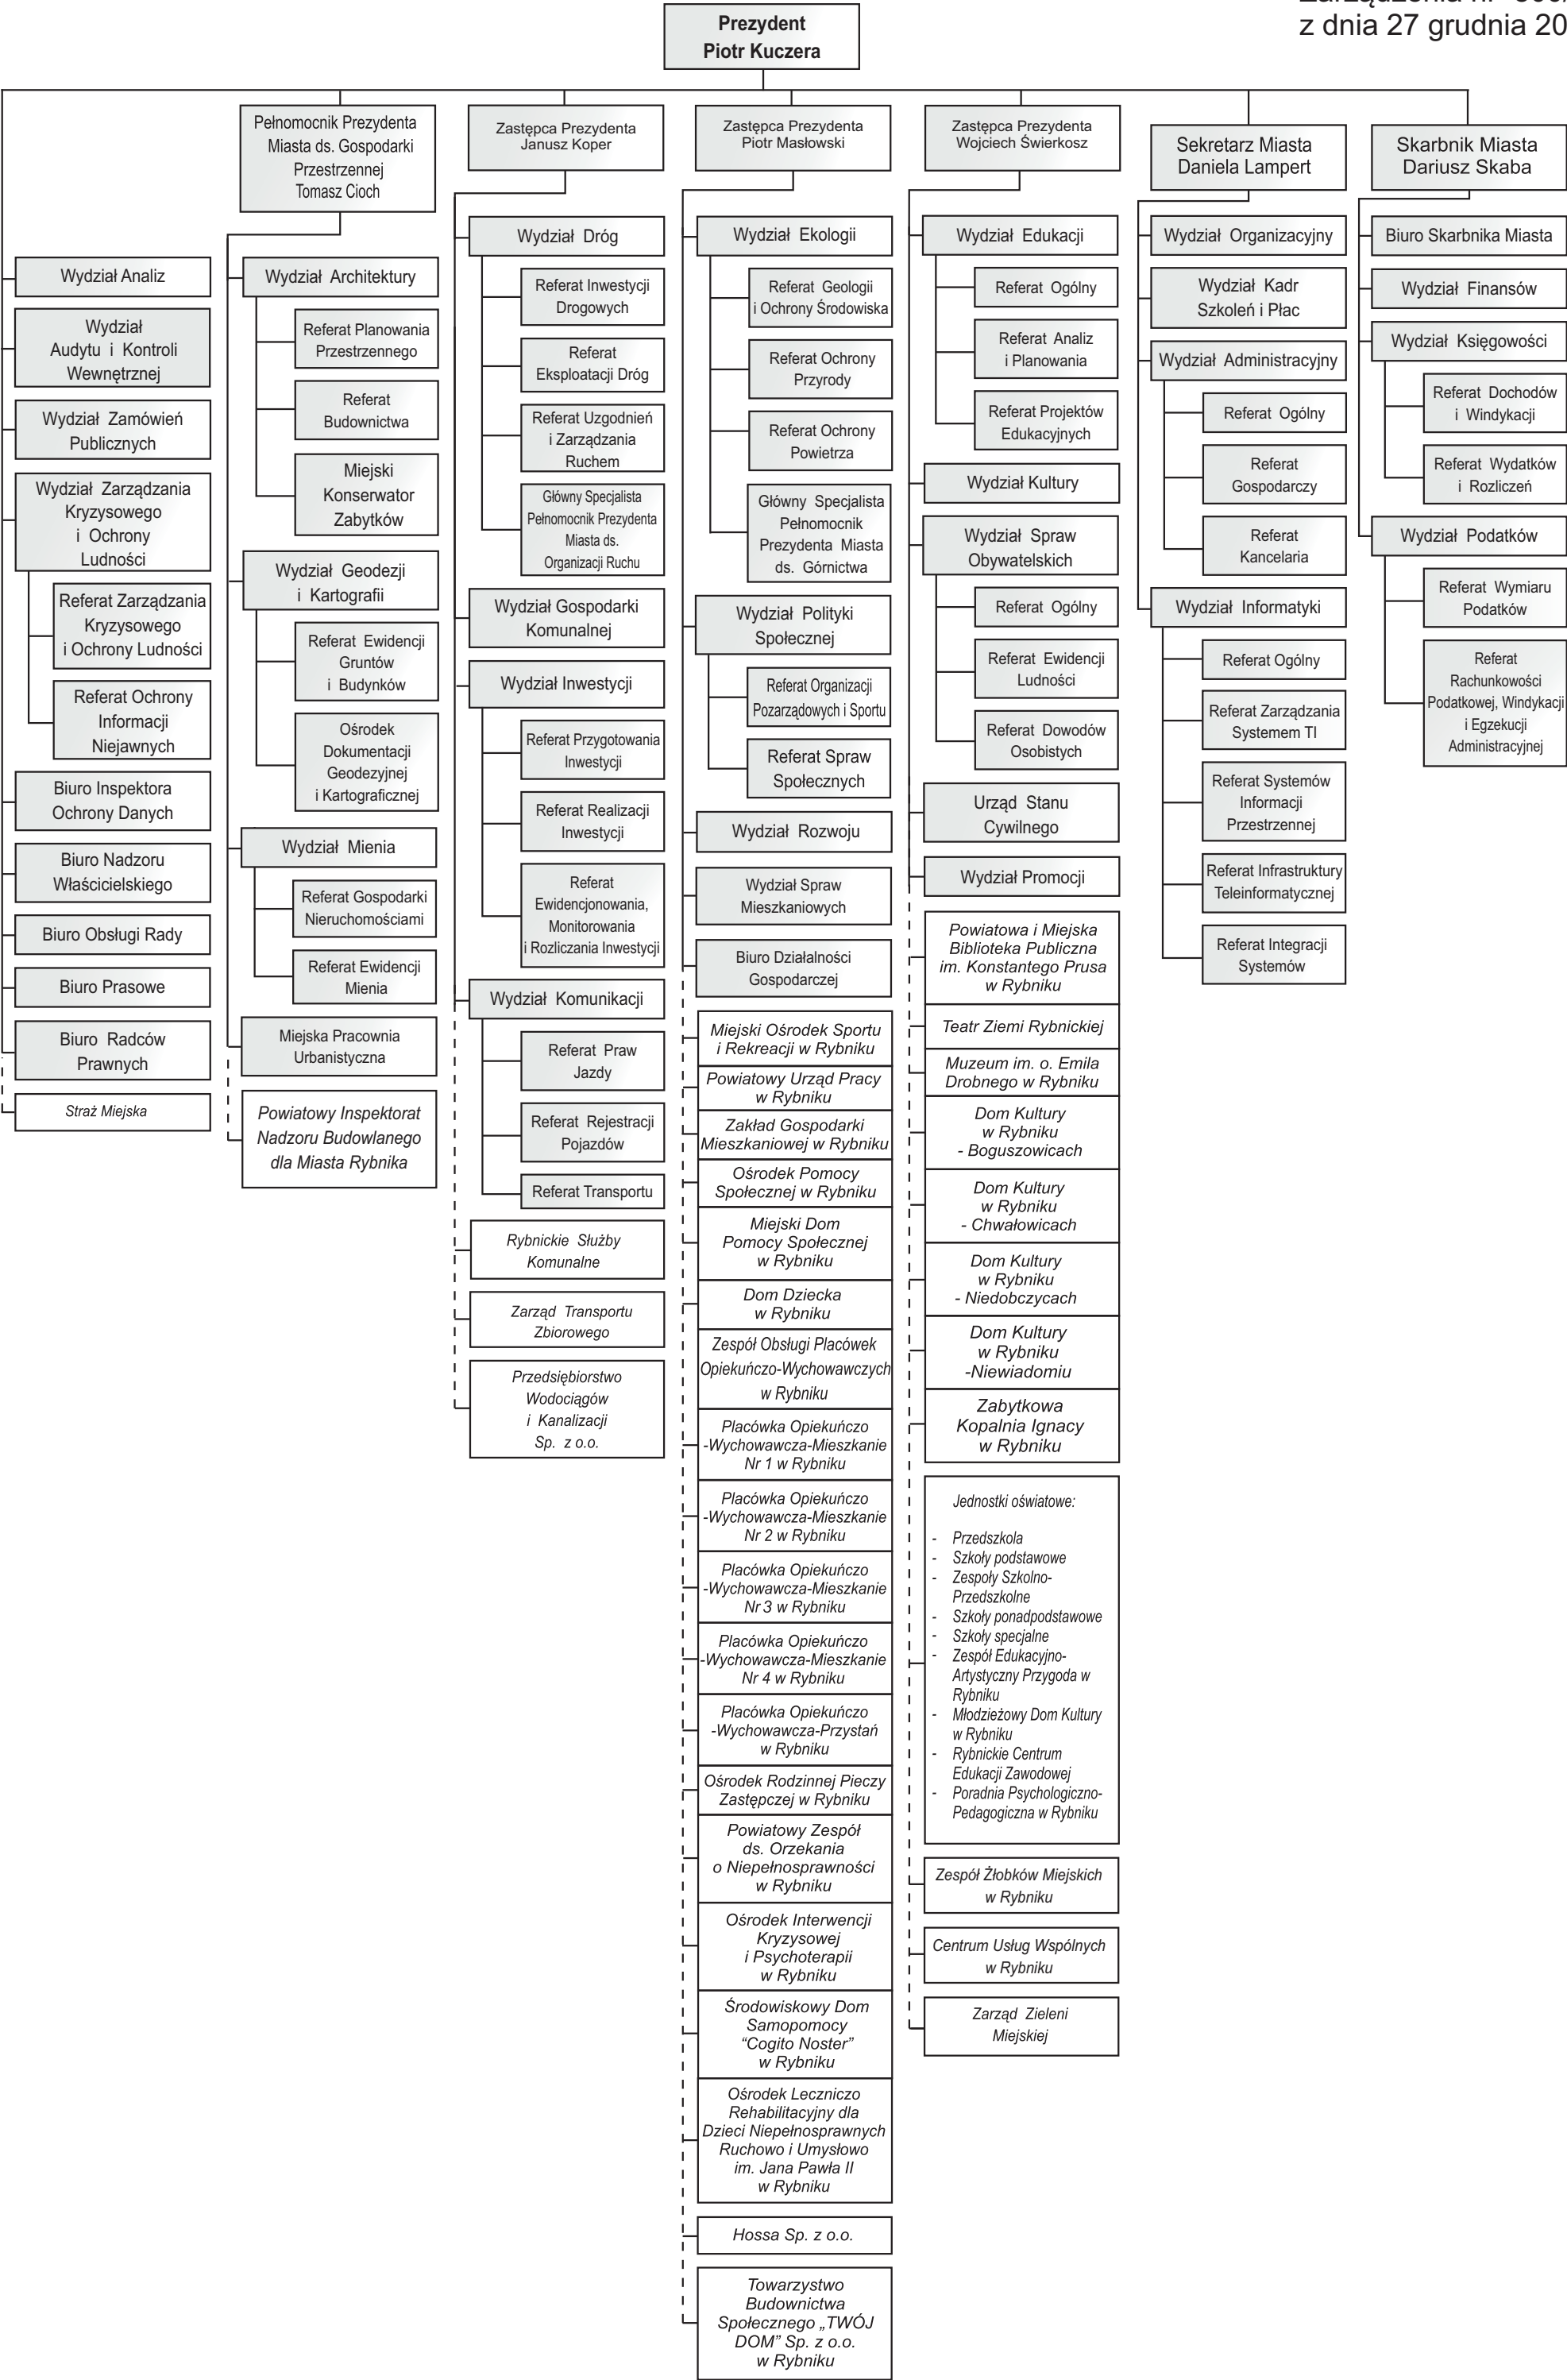 z dnia 27 grudnia 20
Prezydent
Piotr Kuczera
Wydział Analiz
Wydział
Audytu i Kontroli
Wewnętrznej
Wydział Zamówień
Publicznych
Wydział Zarządzania
Kryzysowego
i Ochrony
Ludności
Referat Zarządzania
Kryzysowego
i Ochrony Ludności
Referat Ochrony
Informacji
Niejawnych
Biuro Inspektora
Ochrony Danych
Biuro Nadzoru
Właścicielskiego
Biuro Obsługi Rady
Biuro Prasowe
Biuro Radców
Prawnych
Straż Miejska
Pełnomocnik Prezydenta
Miasta ds. Gospodarki
Przestrzennej
Tomasz Cioch
Wydział Architektury
Referat Planowania
Przestrzennego
Referat
Budownictwa
Miejski
Konserwator
Zabytków
Wydział Geodezji
i Kartografii
Referat Ewidencji
Gruntów
i Budynków
Ośrodek
Dokumentacji
Geodezyjnej
i Kartograficznej
Wydział Mienia
Referat Gospodarki
Nieruchomościami
Referat Ewidencji
Mienia
Miejska Pracownia
Urbanistyczna
Powiatowy Inspektorat
Nadzoru Budowlanego
dla Miasta Rybnika
Zastępca Prezydenta
Janusz Koper
Wydział Dróg
Referat Inwestycji
Drogowych
Referat
Eksploatacji Dróg
Referat Uzgodnień
i Zarządzania
Ruchem
Główny Specjalista
Pełnomocnik Prezydenta
Miasta ds.
Organizacji Ruchu
Wydział Gospodarki
Komunalnej
Wydział Inwestycji
Referat Przygotowania
Inwestycji
Referat Realizacji
Inwestycji
Referat
Ewidencjonowania,
Monitorowania
i Rozliczania Inwestycji
Wydział Komunikacji
Referat Praw
Jazdy
Referat Rejestracji
Pojazdów
Referat Transportu
Rybnickie Służby
Komunalne
Zarząd Transportu
Zbiorowego
Przedsiębiorstwo
Wodociągów
i Kanalizacji
Sp. z o.o.
Zastępca Prezydenta
Piotr Masłowski
Wydział Ekologii
Referat Geologii
i Ochrony Środowiska
Referat Ochrony
Przyrody
Referat Ochrony
Powietrza
Główny Specjalista
Pełnomocnik
Prezydenta Miasta
ds. Górnictwa
Wydział Polityki
Społecznej
Referat Organizacji
Pozarządowych i Sportu
Referat Spraw
Społecznych
Wydział Rozwoju
Wydział Spraw
Mieszkaniowych
Biuro Działalności
Gospodarczej
Miejski Ośrodek Sportu
i Rekreacji w Rybniku
Powiatowy Urząd Pracy
w Rybniku
Zakład Gospodarki
Mieszkaniowej w Rybniku
Ośrodek Pomocy
Społecznej w Rybniku
Miejski Dom
Pomocy Społecznej
w Rybniku
Dom Dziecka
w Rybniku
Zespół Obsługi Placówek
Opiekuńczo-Wychowawczych
w Rybniku
Placówka Opiekuńczo
-Wychowawcza-Mieszkanie
Nr 1 w Rybniku
Placówka Opiekuńczo
-Wychowawcza-Mieszkanie
Nr 2 w Rybniku
Placówka Opiekuńczo
-Wychowawcza-Mieszkanie
Nr 3 w Rybniku
Placówka Opiekuńczo
-Wychowawcza-Mieszkanie
Nr 4 w Rybniku
Placówka Opiekuńczo
-Wychowawcza-Przystań
w Rybniku
Ośrodek Rodzinnej Pieczy
Zastępczej w Rybniku
Powiatowy Zespół
ds. Orzekania
o Niepełnosprawności
w Rybniku
Ośrodek Interwencji
Kryzysowej
i Psychoterapii
w Rybniku
Środowiskowy Dom
Samopomocy
“Cogito Noster”
w Rybniku
Ośrodek Leczniczo
Rehabilitacyjny dla
Dzieci Niepełnosprawnych
Ruchowo i Umysłowo
im. Jana Pawła II
w Rybniku
Hossa Sp. z o.o.
Towarzystwo
Budownictwa
Społecznego „TWÓJ
DOM” Sp. z o.o.
w Rybniku
Zastępca Prezydenta
Wojciech Świerkosz
Wydział Edukacji
Referat Ogólny
Referat Analiz
i Planowania
Referat Projektów
Edukacyjnych
Wydział Kultury
Wydział Spraw
Obywatelskich
Referat Ogólny
Referat Ewidencji
Ludności
Referat Dowodów
Osobistych
Urząd Stanu
Cywilnego
Wydział Promocji
Powiatowa i Miejska
Biblioteka Publiczna
im. Konstantego Prusa
w Rybniku
Teatr Ziemi Rybnickiej
Muzeum im. o. Emila
Drobnego w Rybniku
Dom Kultury
w Rybniku
- Boguszowicach
Dom Kultury
w Rybniku
- Chwałowicach
Dom Kultury
w Rybniku
- Niedobczycach
Dom Kultury
w Rybniku
-Niewiadomiu
Zabytkowa
Kopalnia Ignacy
w Rybniku
Jednostki oświatowe:
- Przedszkola
- Szkoły podstawowe
- Zespoły Szkolno-
Przedszkolne
- Szkoły ponadpodstawowe
- Szkoły specjalne
- Zespół Edukacyjno-
Artystyczny Przygoda w
Rybniku
- Młodzieżowy Dom Kultury
w Rybniku
- Rybnickie Centrum
Edukacji Zawodowej
- Poradnia Psychologiczno-
Pedagogiczna w Rybniku
Zespół Żłobków Miejskich
w Rybniku
Centrum Usług Wspólnych
w Rybniku
Zarząd Zieleni
Miejskiej
Sekretarz Miasta
Daniela Lampert
Wydział Organizacyjny
Wydział Kadr
Szkoleń i Płac
Wydział Administracyjny
Referat Ogólny
Referat
Gospodarczy
Referat
Kancelaria
Wydział Informatyki
Referat Ogólny
Referat Zarządzania
Systemem TI
Referat Systemów
Informacji
Przestrzennej
Referat Infrastruktury
Teleinformatycznej
Referat Integracji
Systemów
Skarbnik Miasta
Dariusz Skaba
Biuro Skarbnika Miasta
Wydział Finansów
Wydział Księgowości
Referat Dochodów
i Windykacji
Referat Wydatków
i Rozliczeń
Wydział Podatków
Referat Wymiaru
Podatków
Referat
Rachunkowości
Podatkowej, Windykacji
i Egzekucji
Administracyjnej